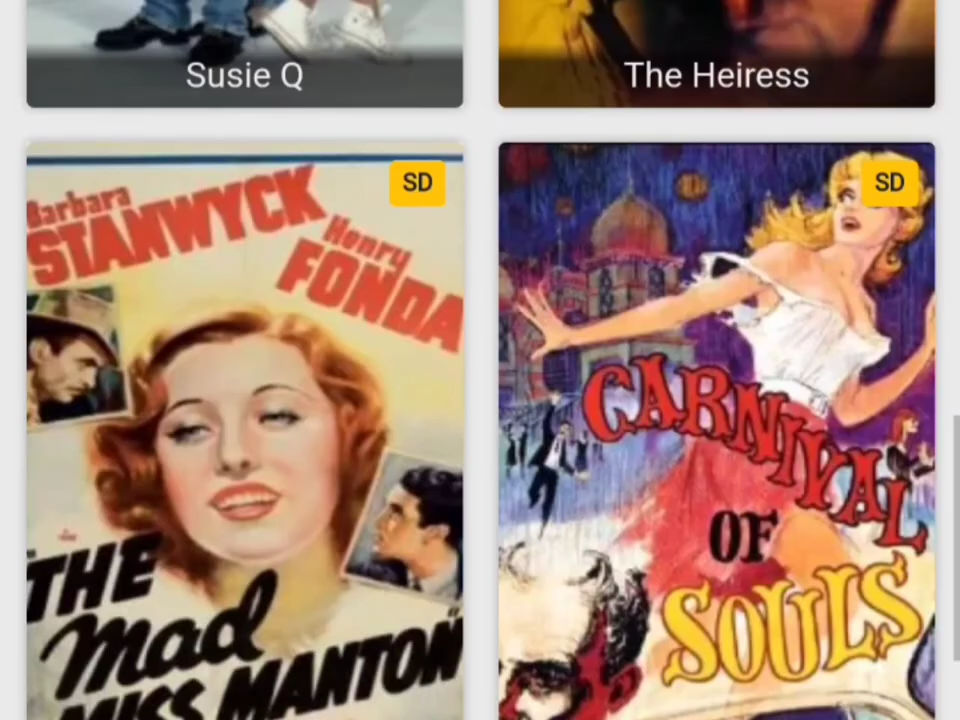 Susie Q
The Heiress
SD
Barbara
STANWYCK
Henry
FONDA
THE
mad
MISS MANTON
SD
CARNIVAL
OF
SOULS